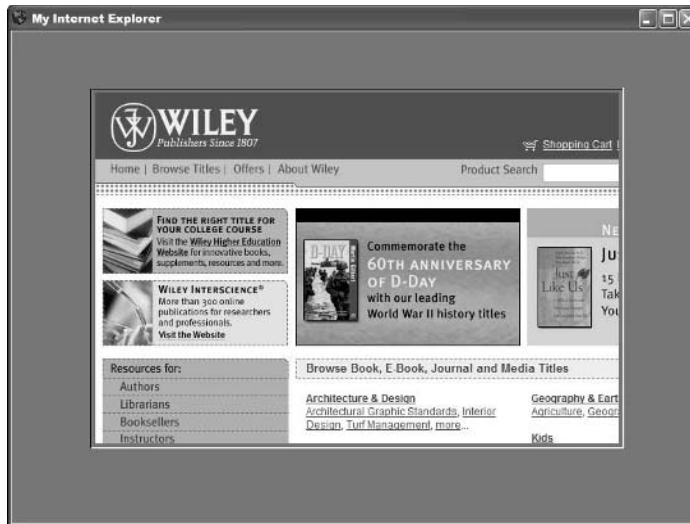 My Internet Explorer
WILEY
Publishers Since 1807
Shopping Cart
Home | Browse Titles | Offers | About Wiley
Product Search
FIND THE RIGHT TITLE FOR
YOUR COLLEGE COURSE
Visit the Wiley Higher Education
Website for innovative books,
supplements, resources and more.
WILEY INTERSCIENCE®
More than 300 online
publications for researchers
and professionals.
Visit the Website
D-DAY
Commemorate the
60TH ANNIVERSARY
OF D-DAY
with our leading
World War II history titles
NE
Just
Like Us
Ju
15
Tak
You
Resources for:
Authors
Librarians
Booksellers
Instructors
Browse Book, E-Book, Journal and Media Titles
Architecture & Design
Architectural Graphic Standards, Interior
Design, Turf Management, more...
Geography & Eart
Agriculture, Geogr
Kids